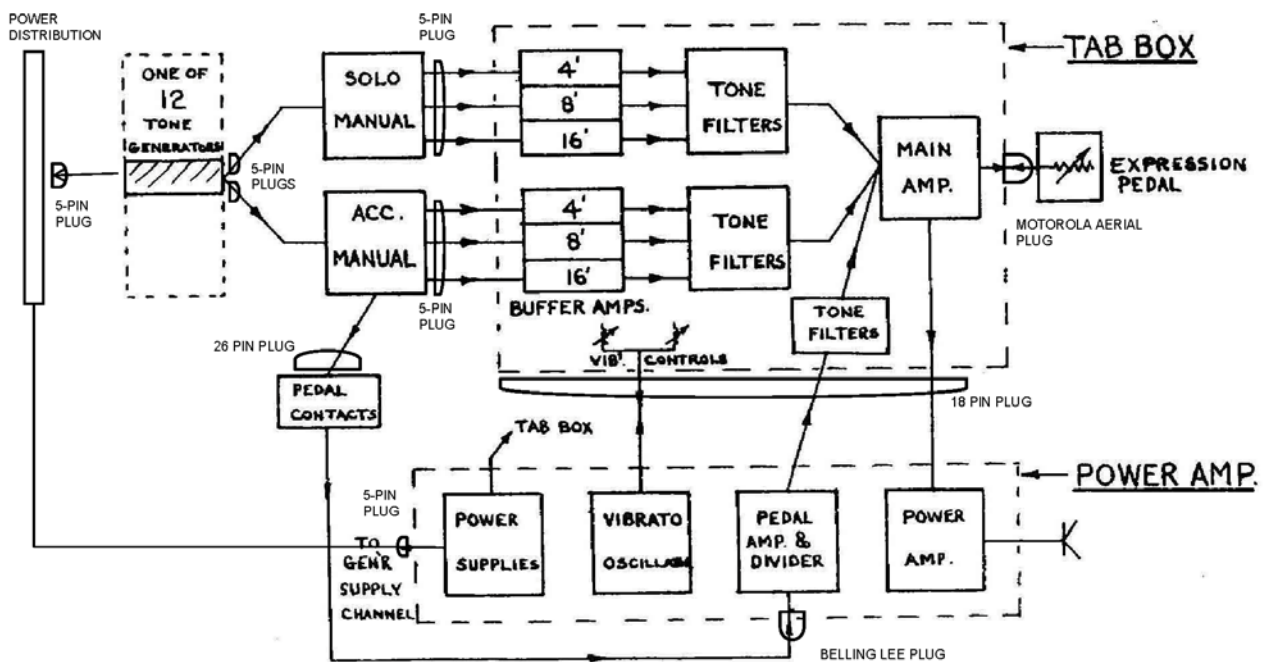 POWER
DISTRIBUTION
5-PIN
PLUG
ONE OF
12
TONE
GENERATORS
5-PIN
PLUGS
SOLO
MANUAL
5-PIN
PLUG
4'
8'
16'
TONE
FILTERS
TAB BOX
MAIN
AMP.
EXPRESSION
PEDAL
MOTOROLA AERIAL
PLUG
ACC.
MANUAL
5-PIN
PLUG
4'
8'
16'
BUFFER AMPS.
TONE
FILTERS
TONE
FILTERS
VIB'
CONTROLS
26 PIN PLUG
PEDAL
CONTACTS
18 PIN PLUG
TAB BOX
POWER AMP.
5-PIN
PLUG
TO
GENR
SUPPLY
CHANNEL
POWER
SUPPLIES
VIBRATO
PEDAL
AMP. &
DIVIDER
POWER
AMP.
BELLING LEE PLUG